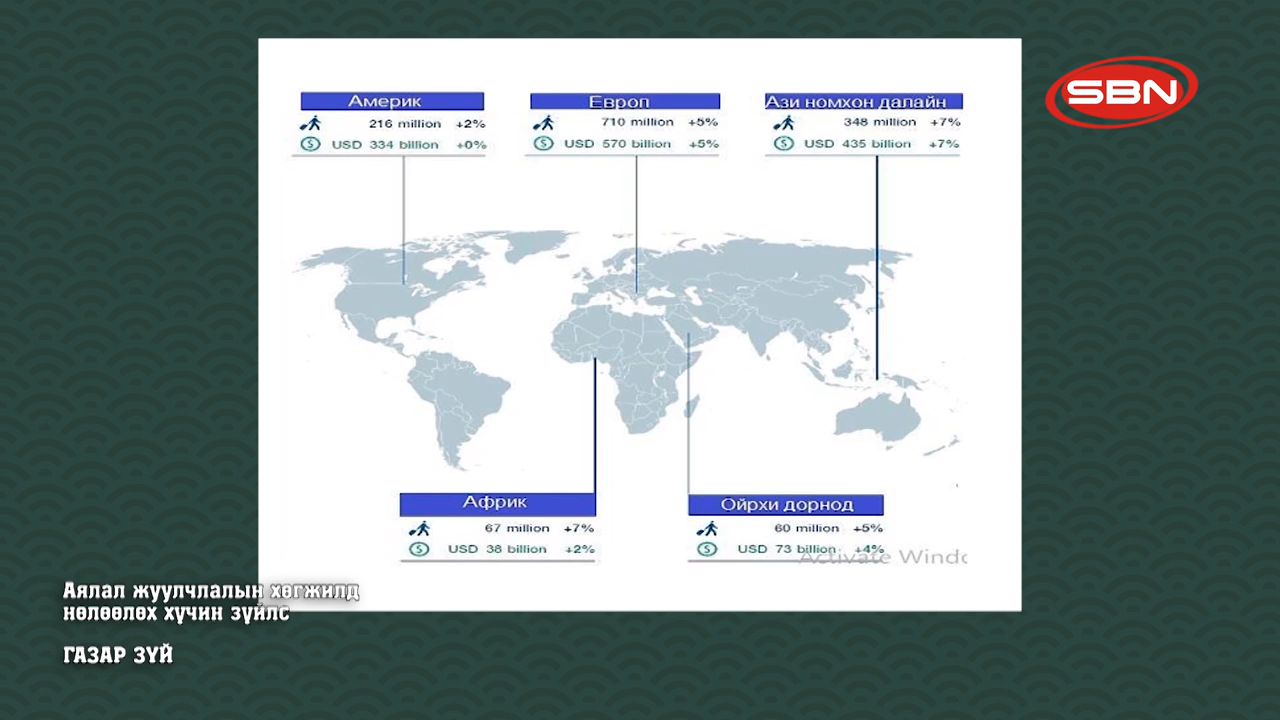 SBN
Америк
216 million +2%
USD 334 billion +0%
Европ
710 million +5%
USD 570 billion +5%
Ази номхон далайн
348 million +7%
USD 435 billion +7%
Африк
67 million +7%
USD 38 billion +2%
Ойрхи дорнод
60 million +5%
USD 73 billion +4%
Activate Windo
Аялал жуулчлалын хөгжилд
нөлөөлөх хүчин зүйлс
ГАЗАР ЗҮЙ